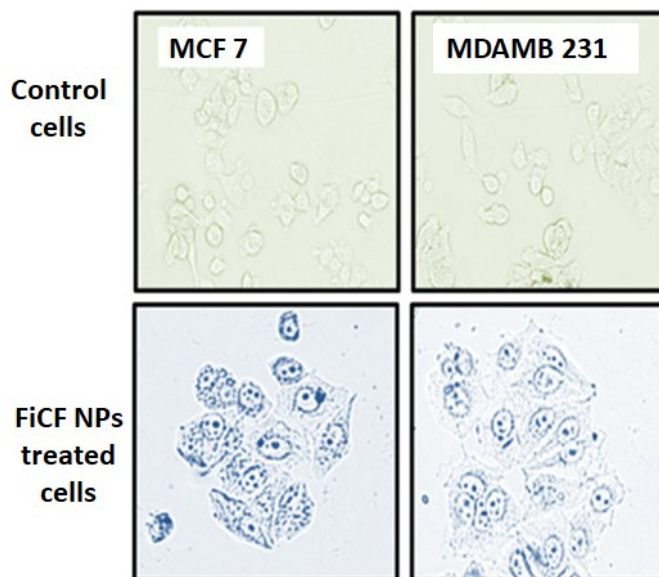 MCF 7
MDAMB 231
Control
cells
FiCF NPs
treated
cells